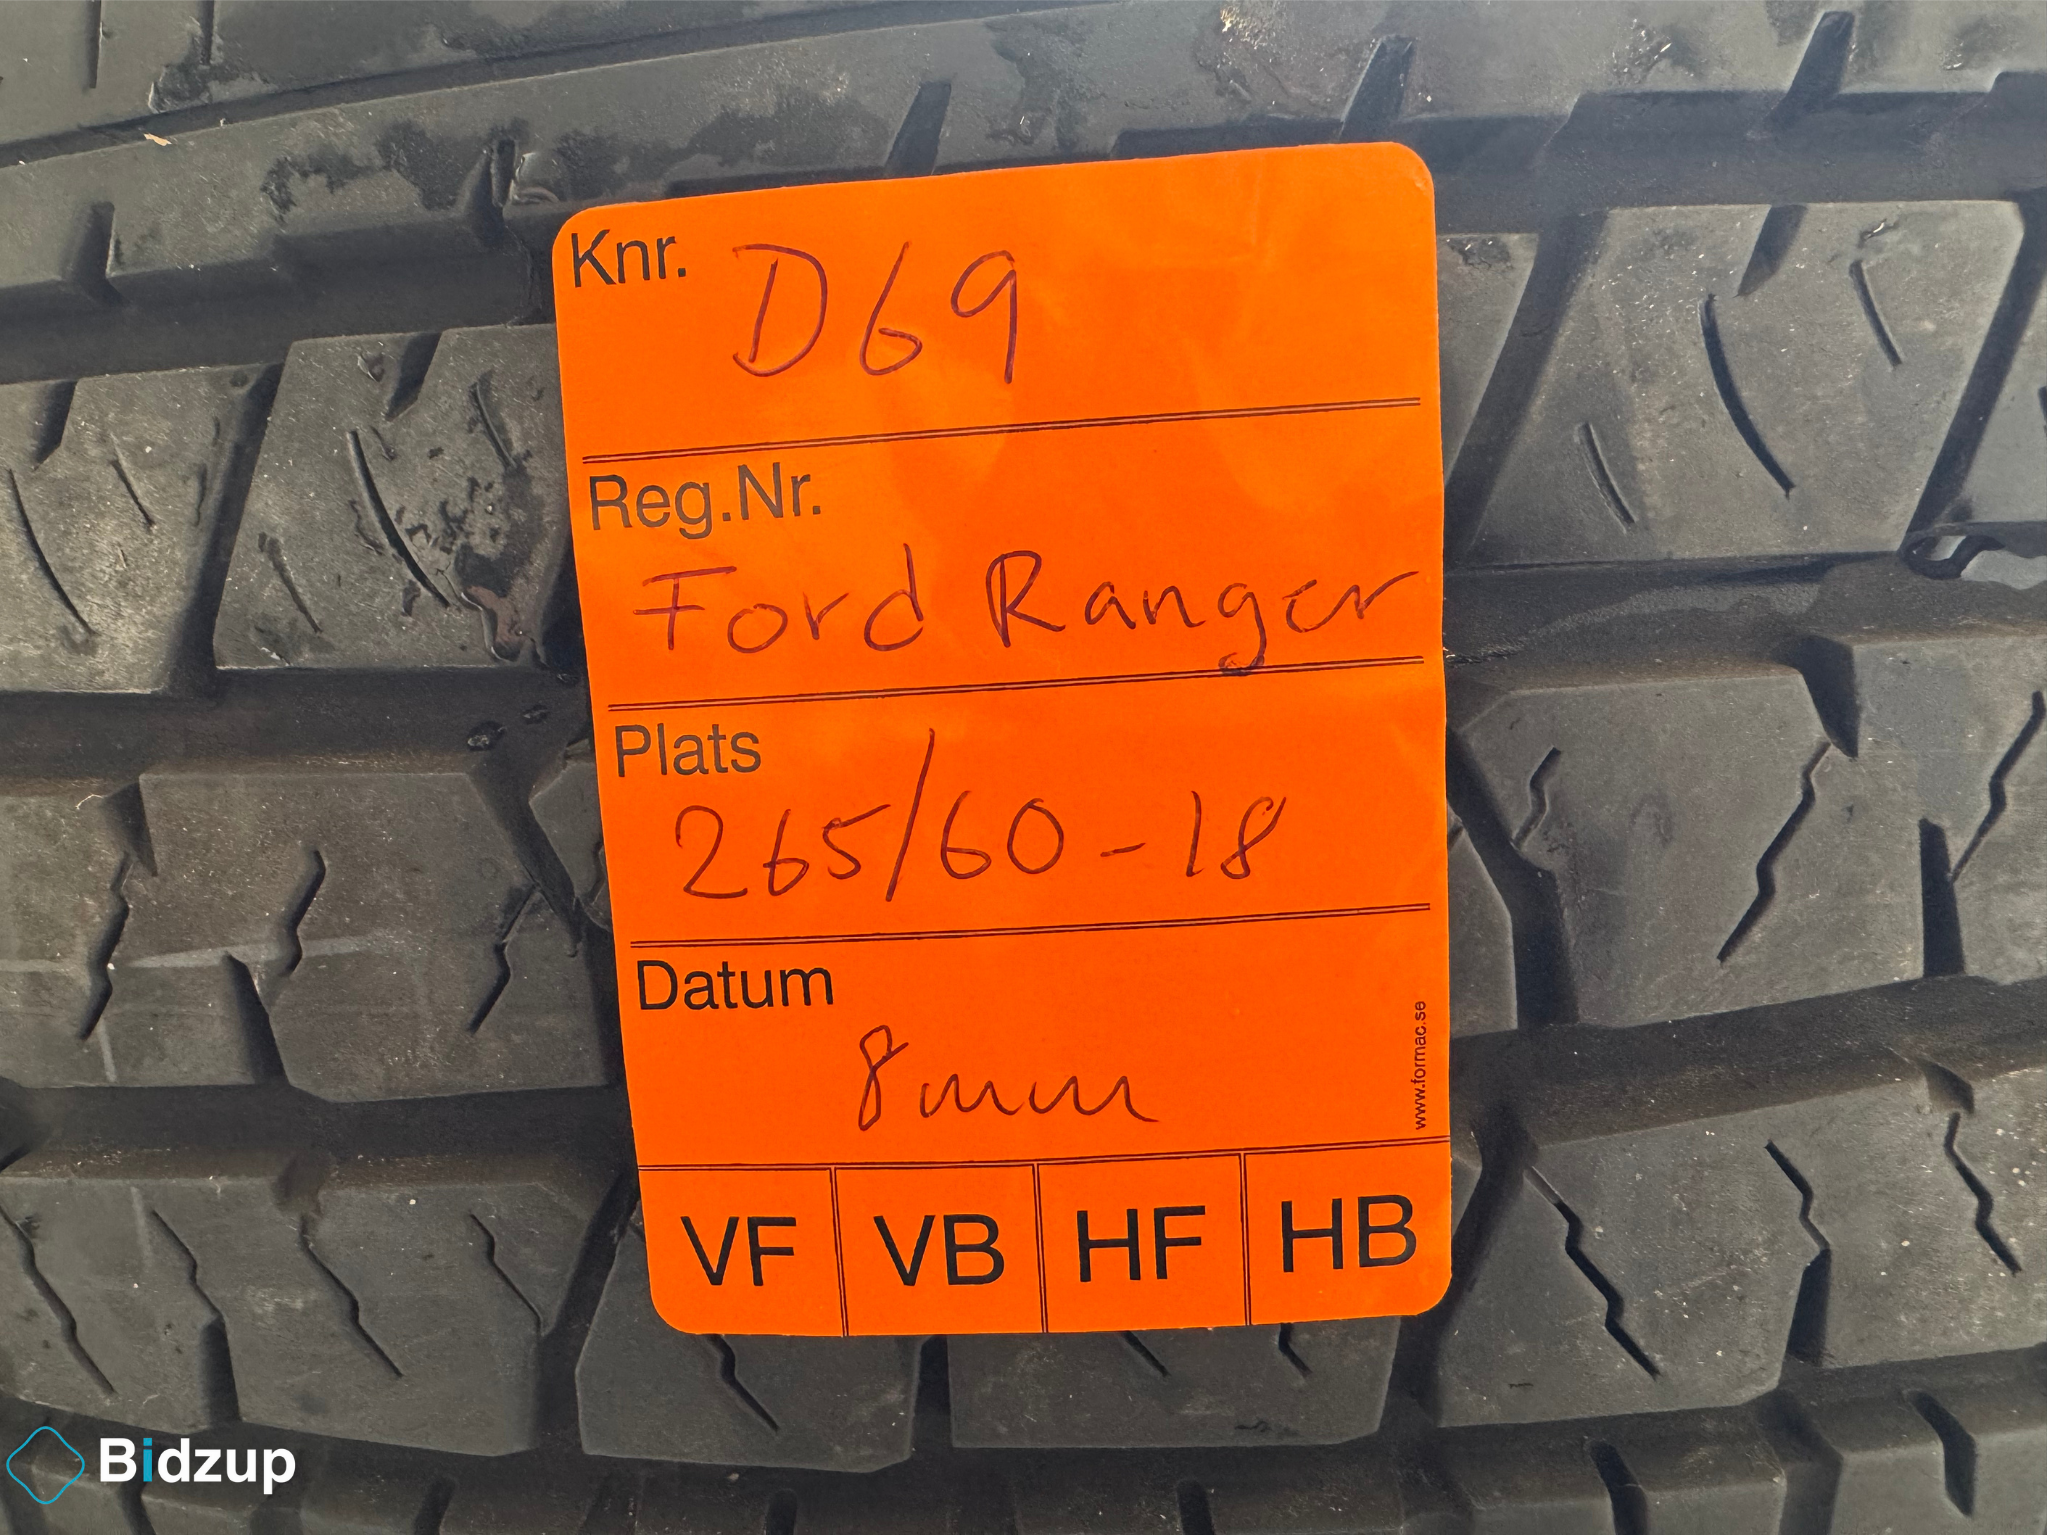 Knr. D69
Reg.Nr.
Ford Ranger
Plats
265/60-18
Datum
8mm
www.formac.se
VF VB HF HB
Bidzup